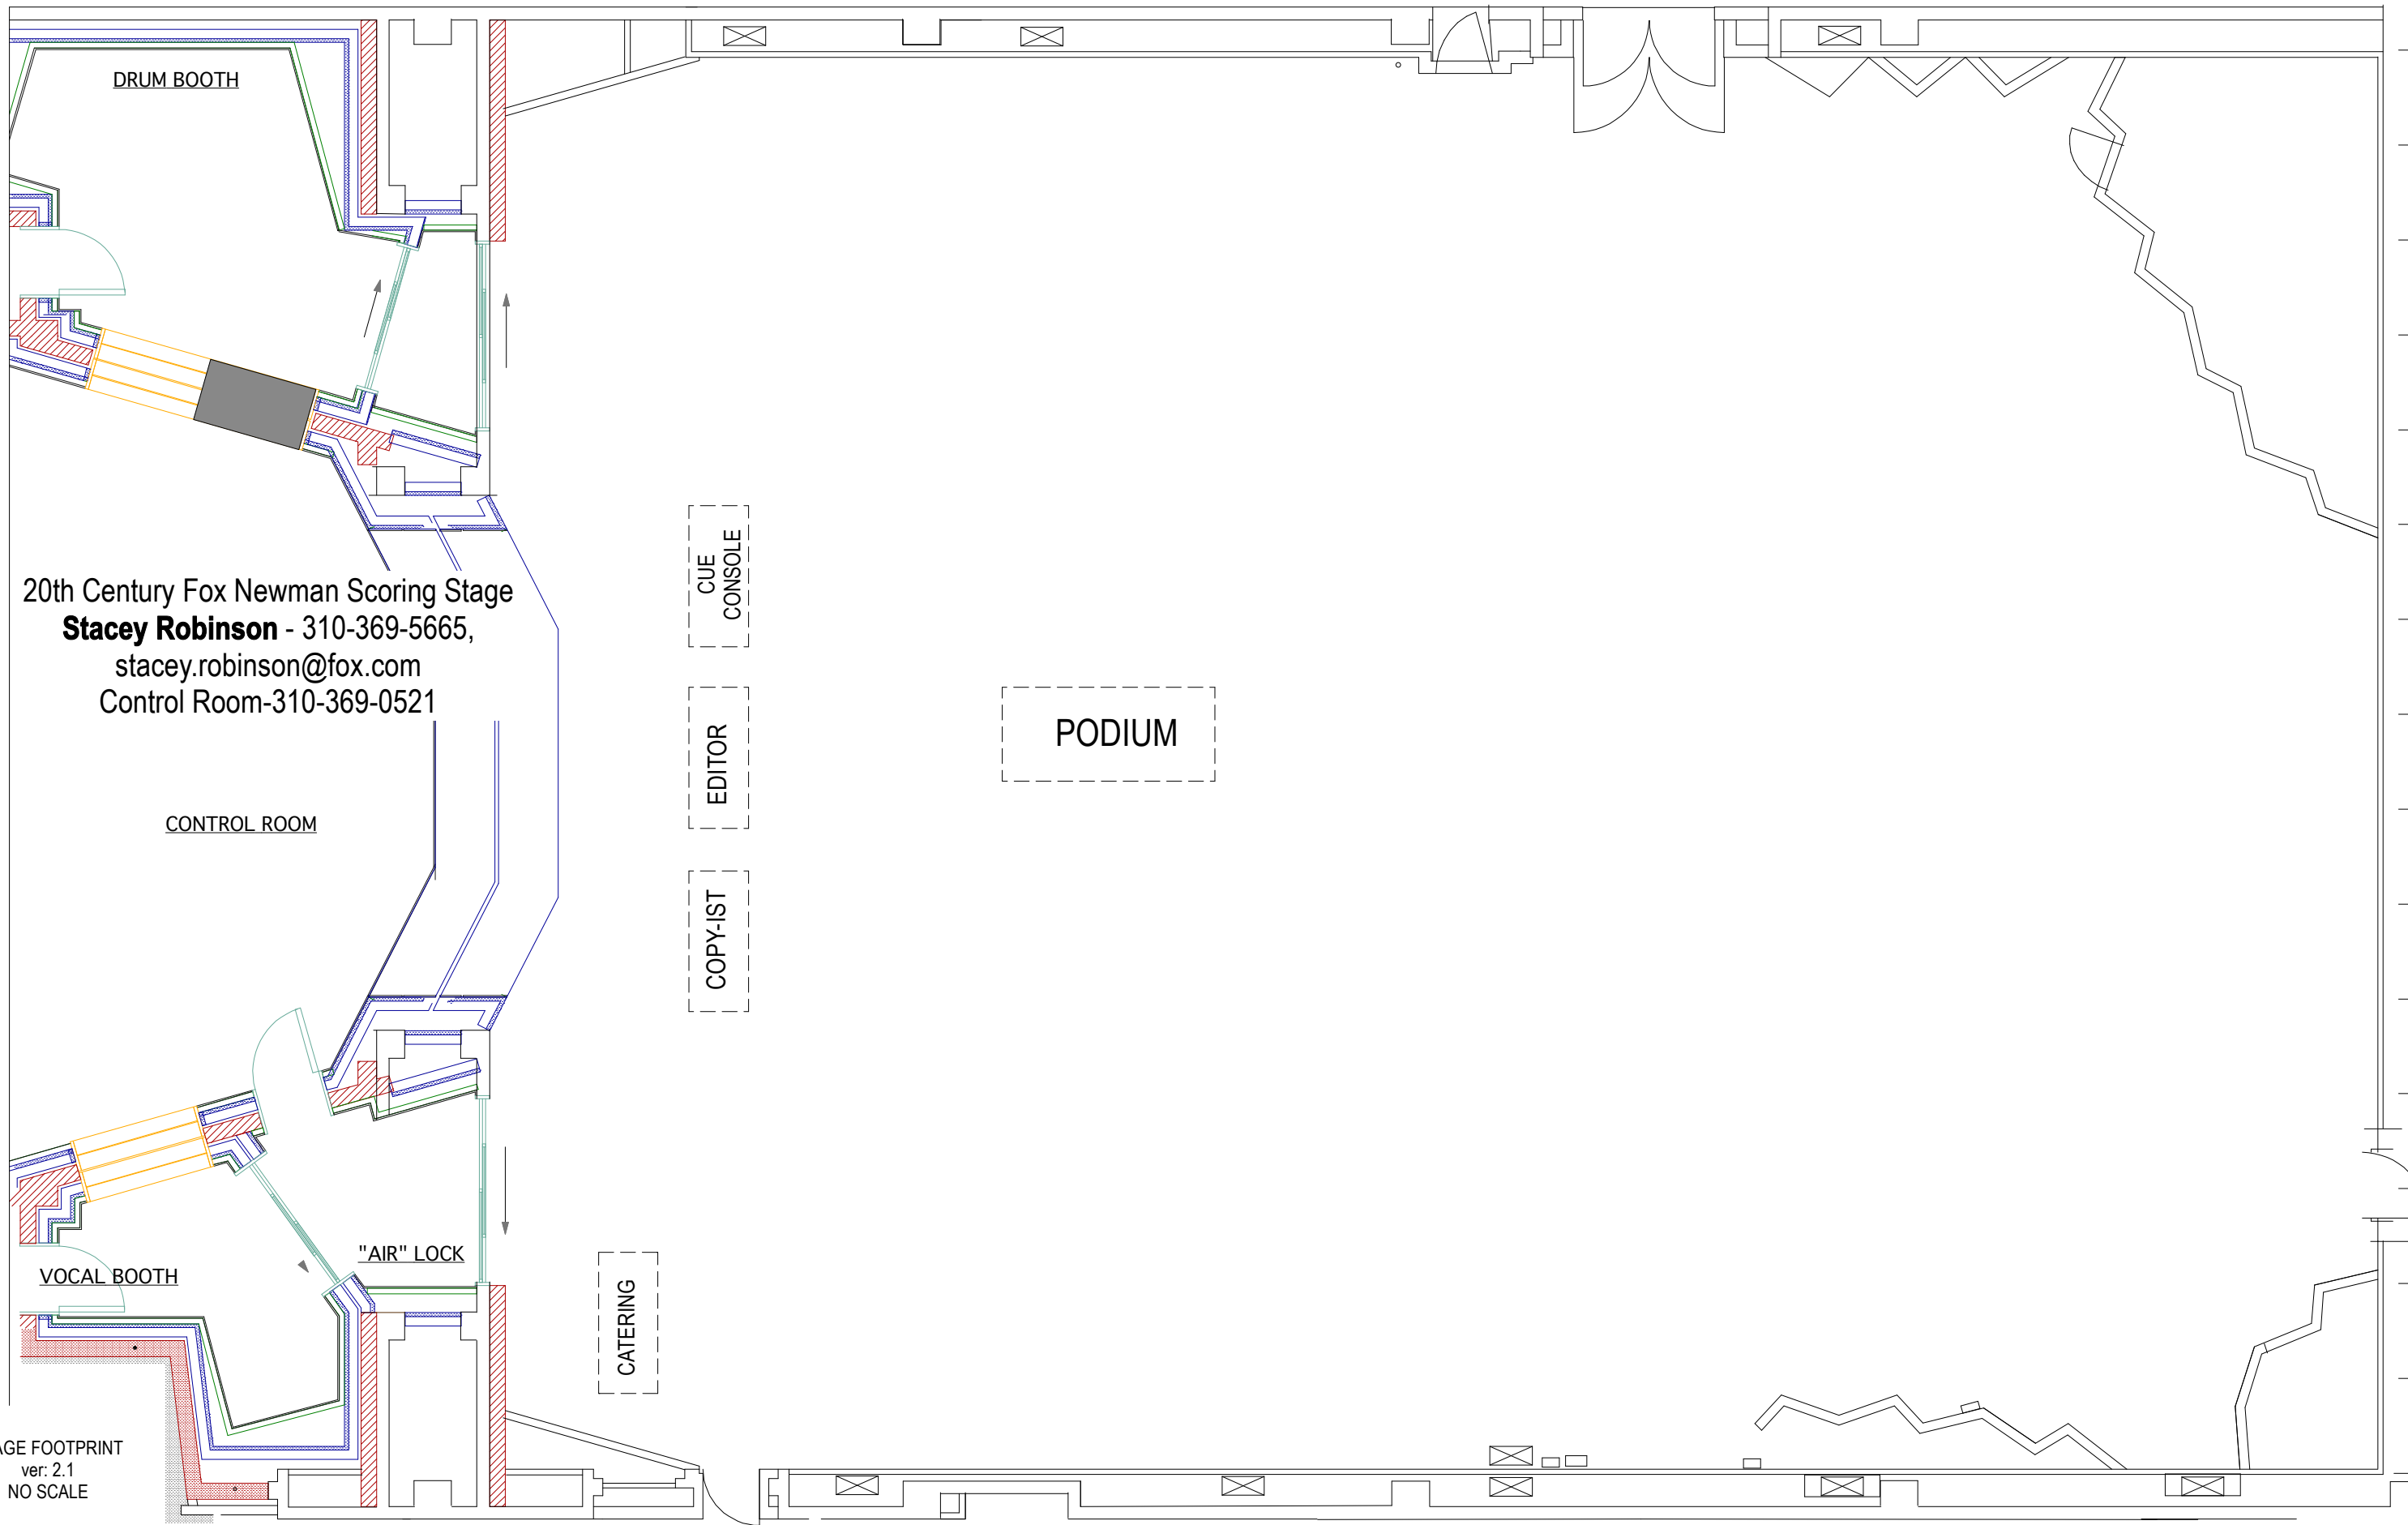 DRUM BOOTH
20th Century Fox Newman Scoring Stage
Stacey Robinson - 310-369-5665,
stacey.robinson@fox.com
Control Room-310-369-0521
CUE
CONSOLE
EDITOR
PODIUM
CONTROL ROOM
COPY-IST
"AIR" LOCK
VOCAL BOOTH
CATERING
AGE FOOTPRINT
ver: 2.1
NO SCALE